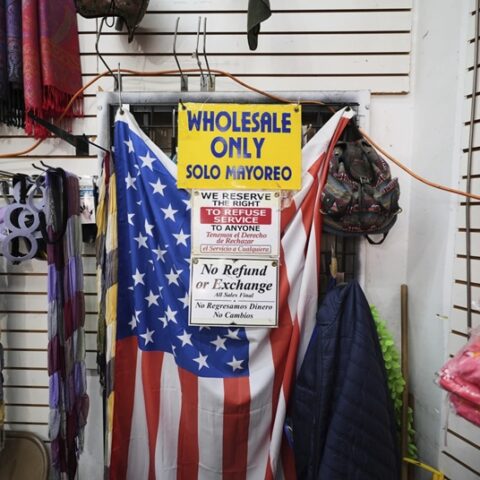 WHOLESALE
ONLY
SOLO MAYOREO
WE RESERVE
THE RIGHT
TO REFUSE
SERVICE
TO ANYONE
Tenemos el Derecho
de Rechazar
el Servicio a Cualquiera
No Refund
or Exchange
All Sales Final
No Regresamos Dinero
No Cambios